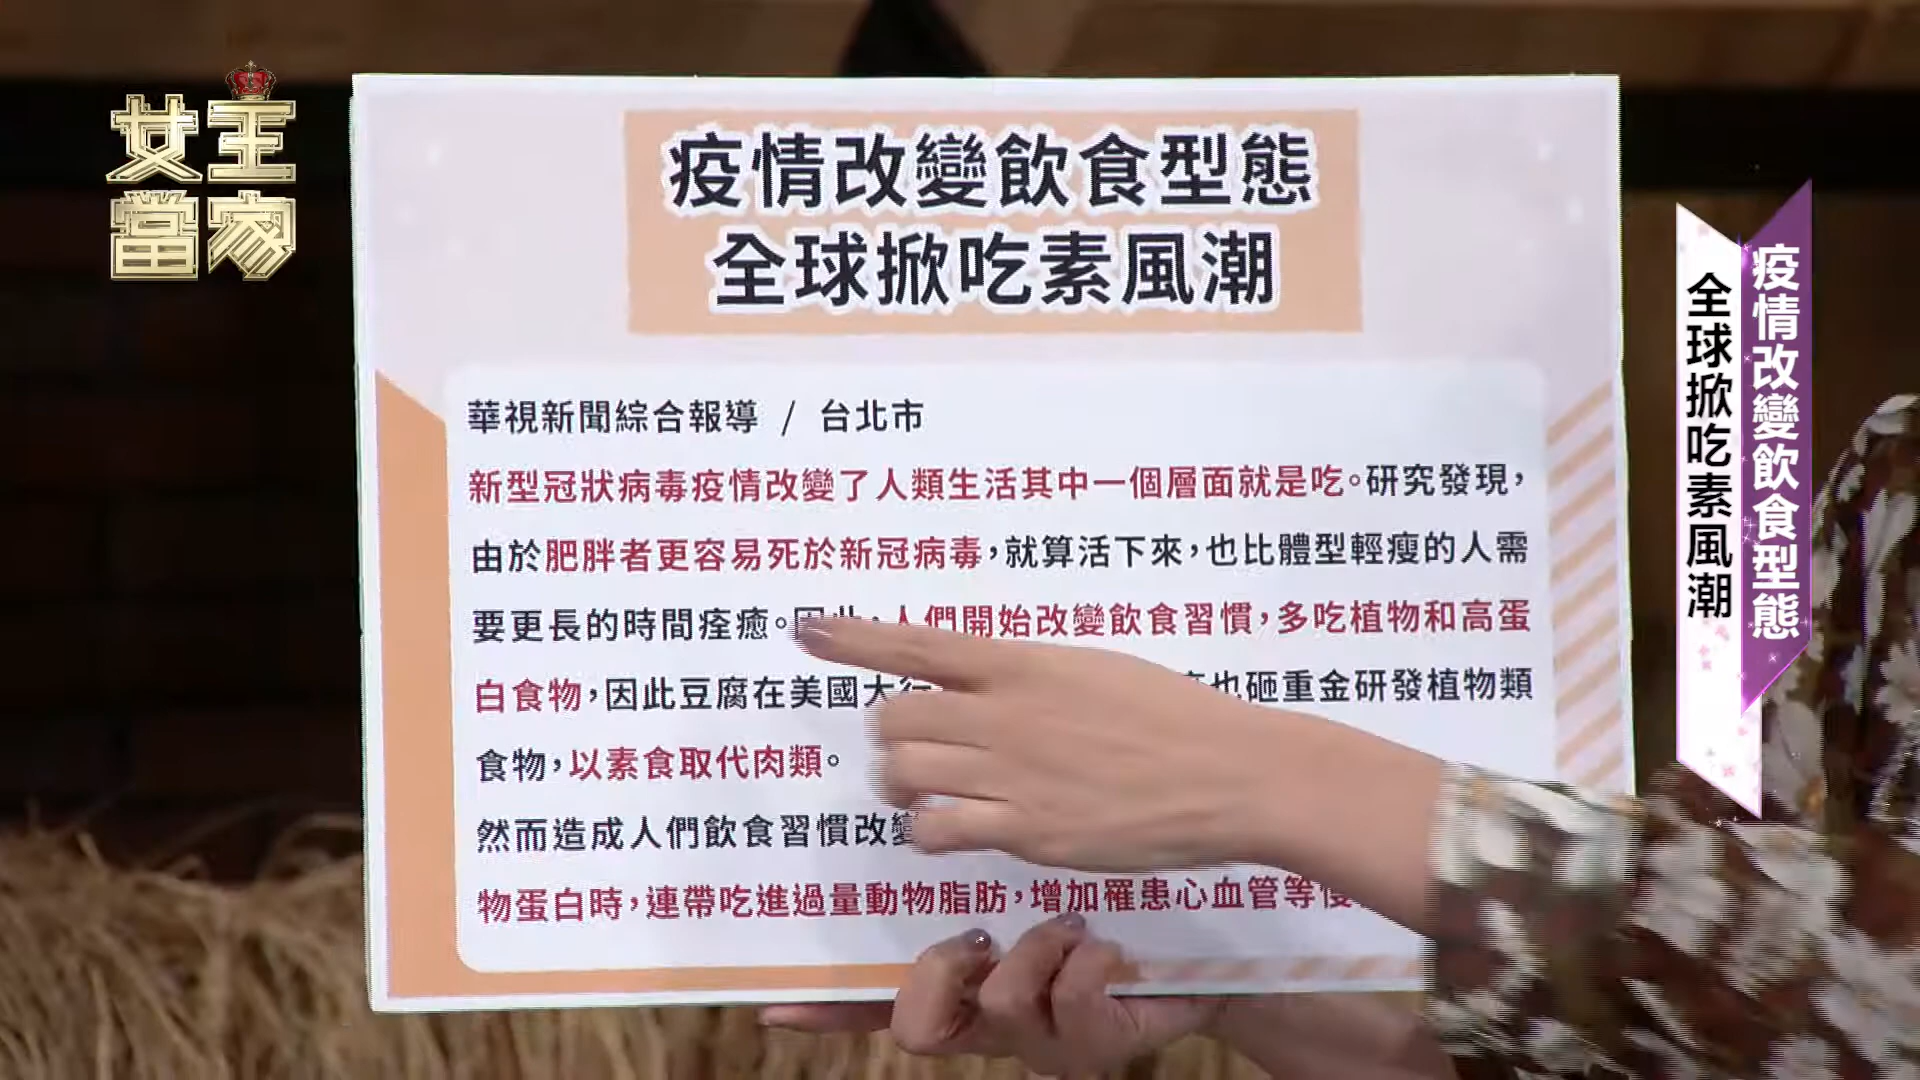 女王
當家
疫情改變飲食型態
全球掀吃素風潮
華視新聞綜合報導 / 台北市
新型冠狀病毒疫情改變了人類生活其中一個層面就是吃。研究發現，
由於肥胖者更容易死於新冠病毒，就算活下來，也比體型輕瘦的人需
要更長的時間痊癒。因此，人們開始改變飲食習慣，多吃植物和高蛋
白食物，因此豆腐在美國大行 也砸重金研發植物類
食物，以素食取代肉類。
然而造成人們飲食習慣改變
物蛋白時，連帶吃進過量動物脂肪，增加罹患心血管等慢
疫情改變飲食型態
全球掀吃素風潮